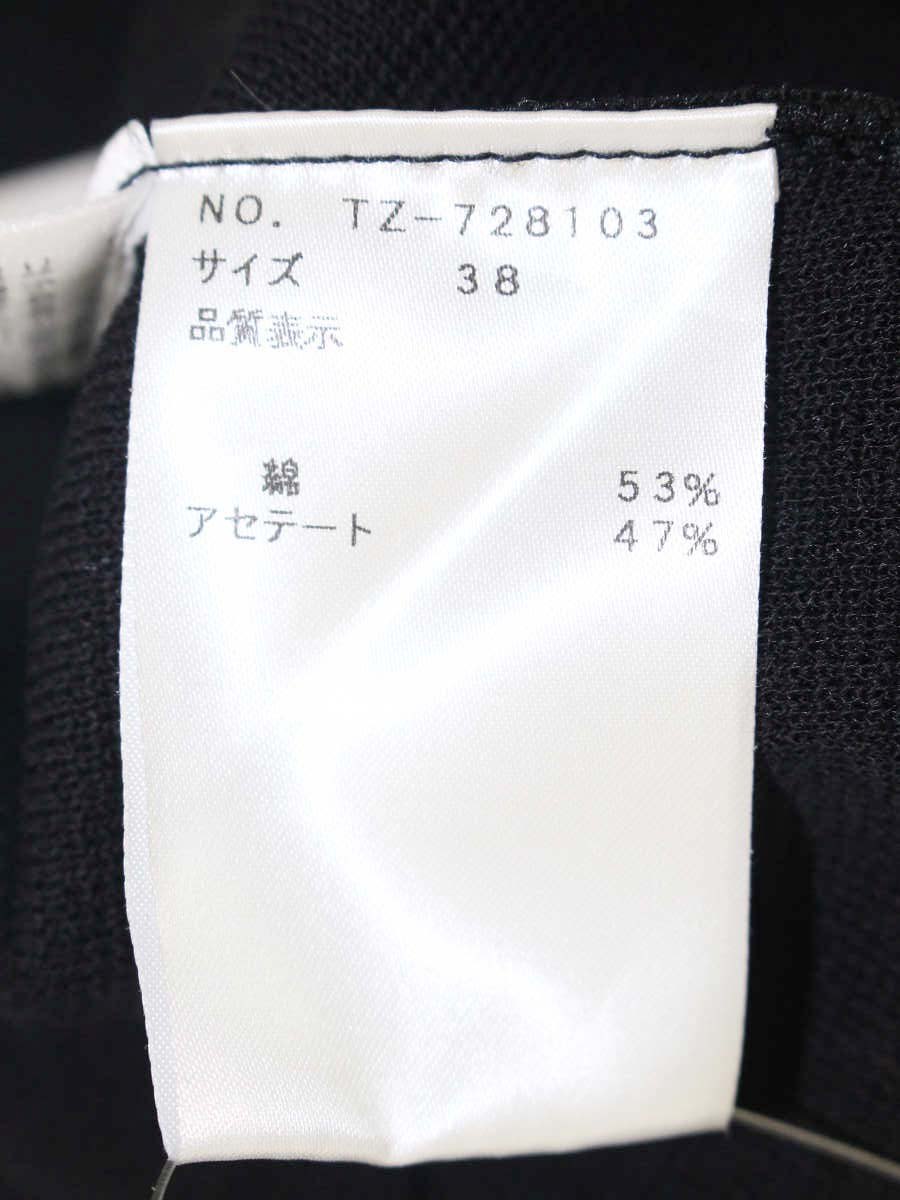 NO. TZ-728103
サイズ 38
品質表示
綿 53%
アセテート 47%